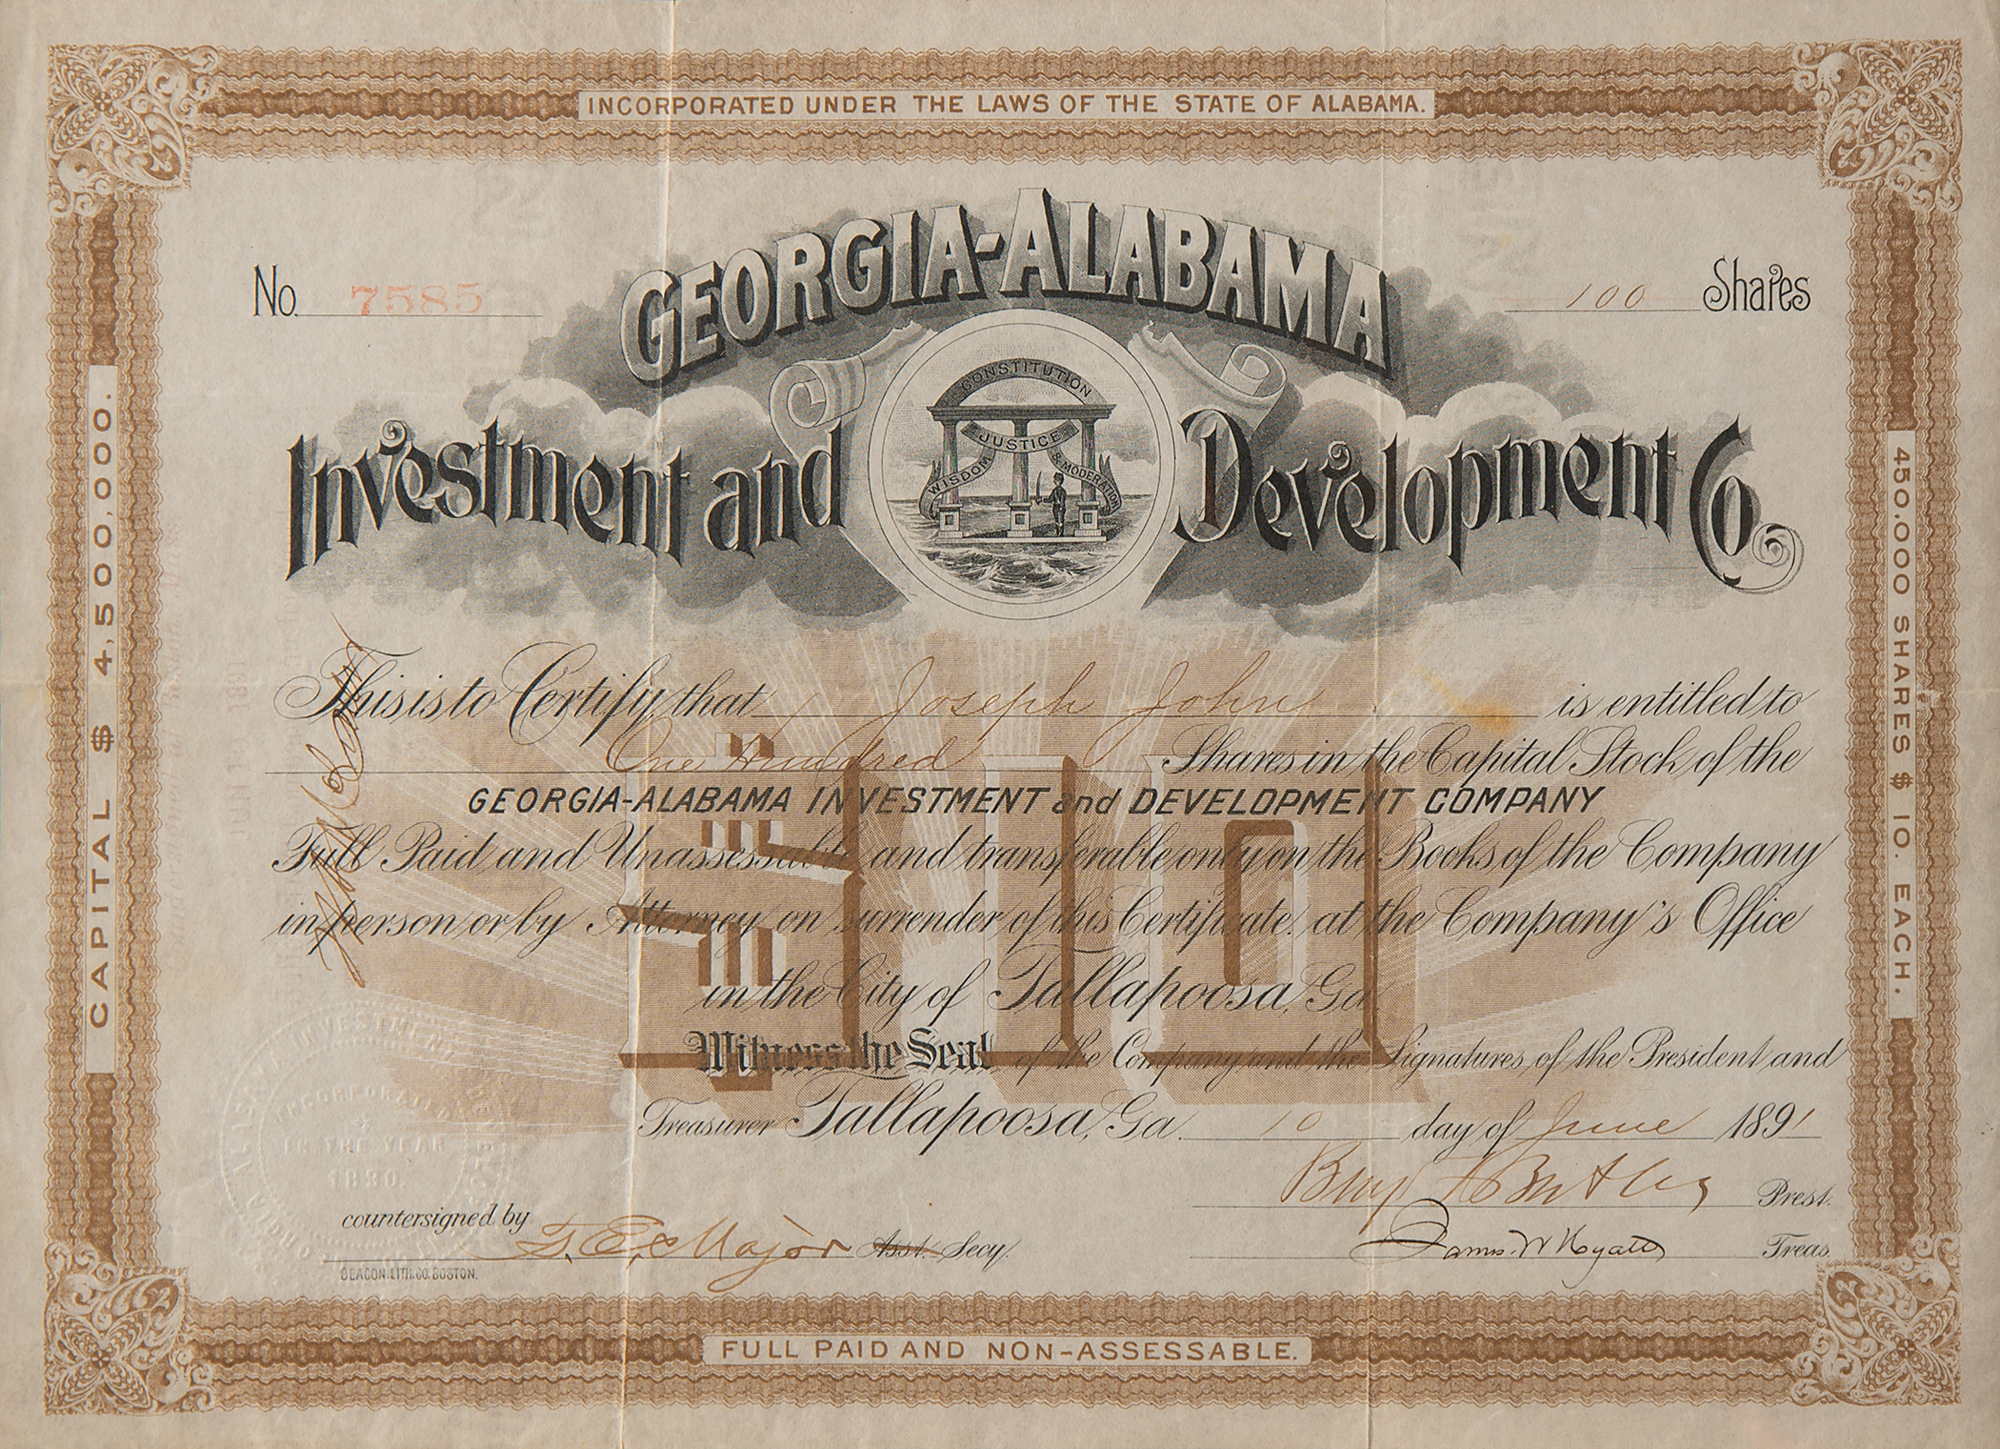 INCORPORATED UNDER THE LAWS OF THE STATE OF ALABAMA.
No. 7585
100 Shares
GEORGIA-ALABAMA
Investment and Development Co.
CONSTITUTION
JUSTICE
WISDOM & MODERATION
CAPITAL $ 4,500,000.
450,000 SHARES $ 10. EACH.
This is to Certify that Joseph John is entitled to
One Hundred Shares in the Capital Stock of the
GEORGIA-ALABAMA INVESTMENT and DEVELOPMENT COMPANY
Full Paid and Unassessable, and transferable only on the Books of the Company
in person or by Attorney on surrender of this Certificate, at the Company's Office
in the City of Tallapoosa, Ga.
$10
Witness the Seal of the Company and the Signatures of the President and
Treasurer Tallapoosa, Ga. 10 day of June 1891
INCORPORATED
IN THE YEAR
1890.
Benj F Butler Prest.
countersigned by
Asst. Secy.
James W Hyatt Treas.
BEACON LITH. CO. BOSTON.
FULL PAID AND NON-ASSESSABLE.